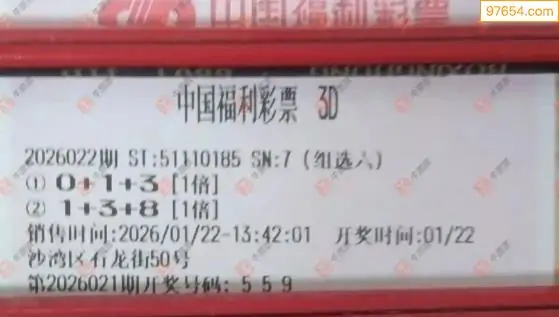 97654.com
中国福利彩票
中国福利彩票 3D
2026022期 ST:51110185 SN:7 (组选六)
① 0+1+3 [1倍]
② 1+3+8 [1倍]
销售时间:2026/01/22-13:42:01 开奖时间:01/22
沙湾区石龙街50号
第2026021期开奖号码: 5 5 9